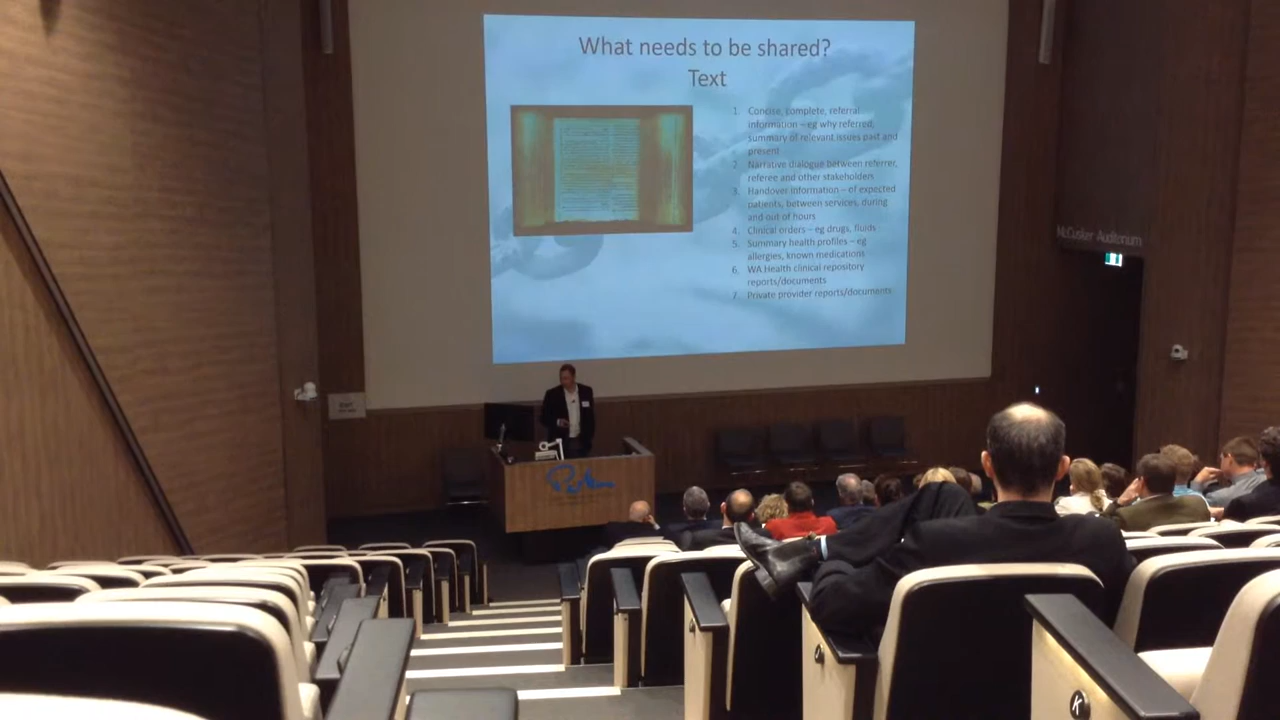 What needs to be shared?
Text
1. Concise, complete, referral
information – eg why referred,
summary of relevant issues past and
present
2. Narrative dialogue between referrer,
referee and other stakeholders
3. Handover information – of expected
patients, between services, during
and out of hours
4. Clinical orders – eg drugs, fluids
5. Summary health profiles – eg
allergies, known medications
6. WA Health clinical repository
reports/documents
7. Private provider reports/documents
McCusker Auditorium
K